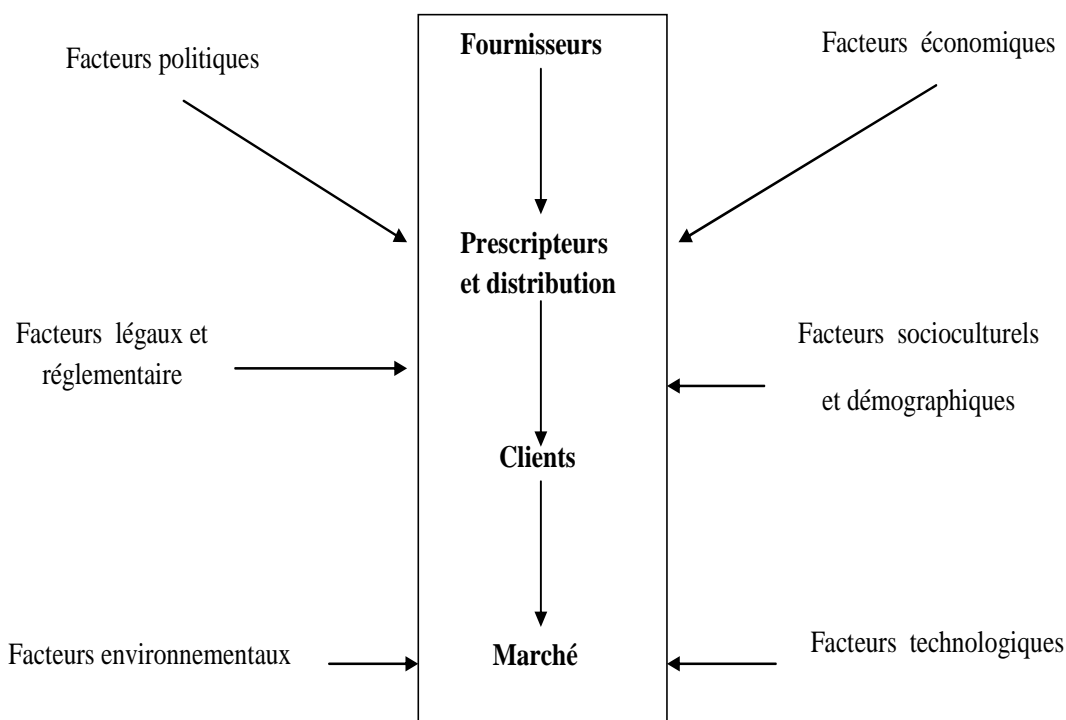 Fournisseurs
Facteurs politiques
Facteurs économiques
Prescripteurs
et distribution
Facteurs légaux et
réglementaire
Facteurs socioculturels
et démographiques
Clients
Facteurs environnementaux
Marché
Facteurs technologiques